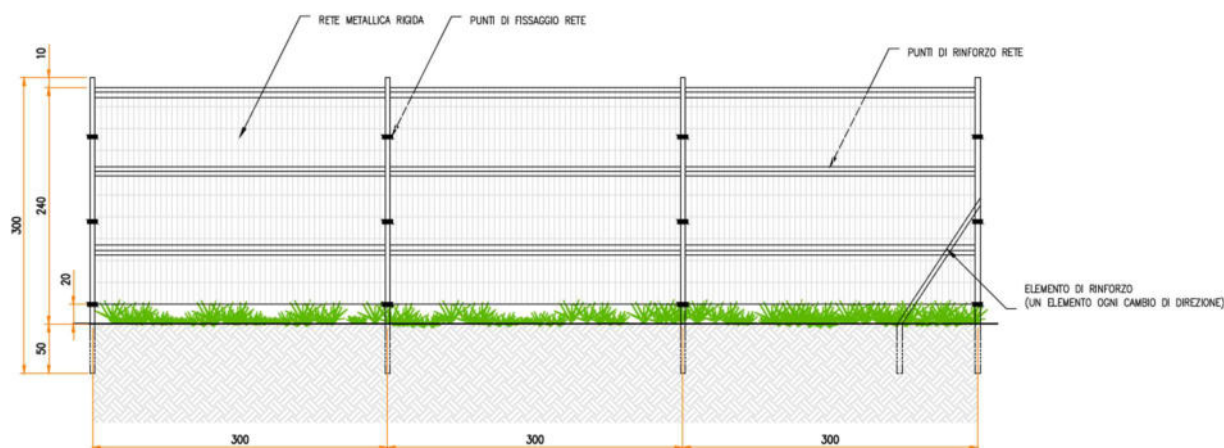 RETE METALLICA RIGIDA
PUNTI DI FISSAGGIO RETE
PUNTI DI RINFORZO RETE
10
300
240
20
50
ELEMENTO DI RINFORZO
(UN ELEMENTO OGNI CAMBIO DI DIREZIONE)
300
300
300